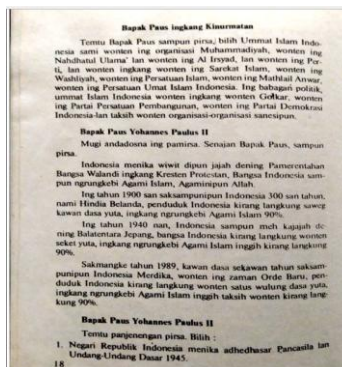 Bapak Paus ingkang Kinurmatan
Temtu Bapak Paus sampun pirsa, bilih Ummat Islam Indo-
nesia sami wonten ing organisasi Muhammadiyah, wonten ing
Nahdhatul Ulama' lan wonten ing Al Irsyad, lan wonten ing Per-
ti, lan wonten ingkang wonten ing Sarekat Islam, wonten ing
Washliyah, wonten ing Persatuan Islam, wonten ing Mathlail Anwar,
wonten ing Persatuan Umat Islam Indonesia. Ing babagan politik,
ummat Islam Indonesia wonten ingkang wonten Golkar, wonten
ing Partai Persatuan Pembangunan, wonten ing Partai Demokrasi
Indonesia-lan taksih wonten organisasi-organisasi sanesipun.
Bapak Paus Yohannes Paulus II
Mugi andadosna ing pamirsa. Senajan Bapak Paus, sampun
pirsa.
Indonesia menika wiwit dipun jajah dening Pamerentahan
Bangsa Walandi ingkang Kresten Protestan, Bangsa Indonesia sam-
pun ngrungkebi Agami Islam, Agaminipun Allah.
Ing tahun 1900 san saksampunipun Indonesia 300 san tahun,
nami Hindia Belanda, penduduk Indonesia kirang langkung saweg
kawan dasa yuta, ingkang ngrungkebi Agami Islam 90%.
Ing tahun 1940 nan, Indonesia sampun meh kajajah de-
ning Balatentara Jepang, bangsa Indonesia kirang langkung wonten
seket yuta, ingkang ngrungkebi Agami Islam inggih kirang langkung
90%.
Sakmangke tahun 1989, kawan dasa sekawan tahun saksam-
punipun Indonesia Merdika, wonten ing zaman Orde Baru, pen-
duduk Indonesia kirang langkung wonten satus wulung dasa yuta,
ingkang ngrungkebi Agami Islam inggih taksih wonten kirang lang-
kung 90%.
Bapak Paus Yohannes Paulus II
Temtu panjenengan pirsa. Bilih :
1. Negari Republik Indonesia menika adhedhasar Pancasila lan
Undang-Undang Dasar 1945.
18